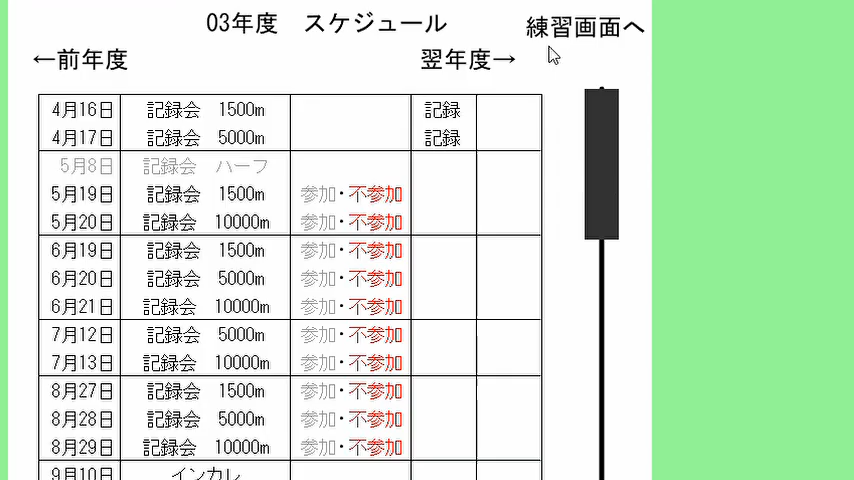 03年度 スケジュール
練習画面へ
←前年度 翌年度→
4月16日 記録会 1500m 記録
4月17日 記録会 5000m 記録
5月8日 記録会 ハーフ
5月19日 記録会 1500m 参加・不参加
5月20日 記録会 10000m 参加・不参加
6月19日 記録会 1500m 参加・不参加
6月20日 記録会 5000m 参加・不参加
6月21日 記録会 10000m 参加・不参加
7月12日 記録会 5000m 参加・不参加
7月13日 記録会 10000m 参加・不参加
8月27日 記録会 1500m 参加・不参加
8月28日 記録会 5000m 参加・不参加
8月29日 記録会 10000m 参加・不参加
9月10日 インカレ